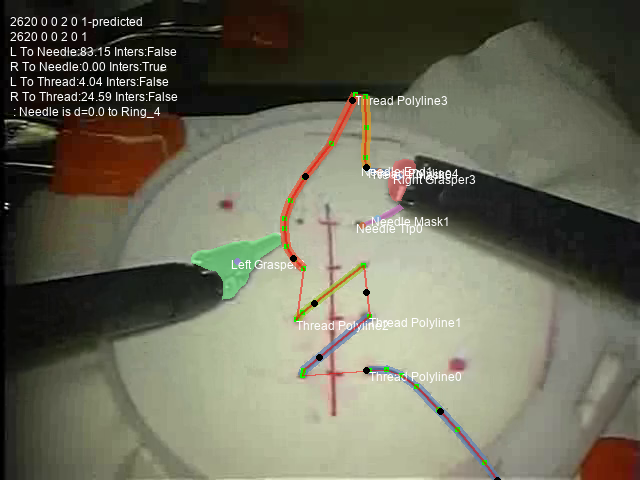 2620 0 0 2 0 1-predicted
2620 0 0 2 0 1
L To Needle:83.15 Inters:False
R To Needle:0.00 Inters:True
L To Thread:4.04 Inters:False
R To Thread:24.59 Inters:False
: Needle is d=0.0 to Ring_4
Thread Polyline3
Right Grasper3
Needle Mask1
Needle Tip0
Left Grasper
Thread Polyline2
Thread Polyline1
Thread Polyline0